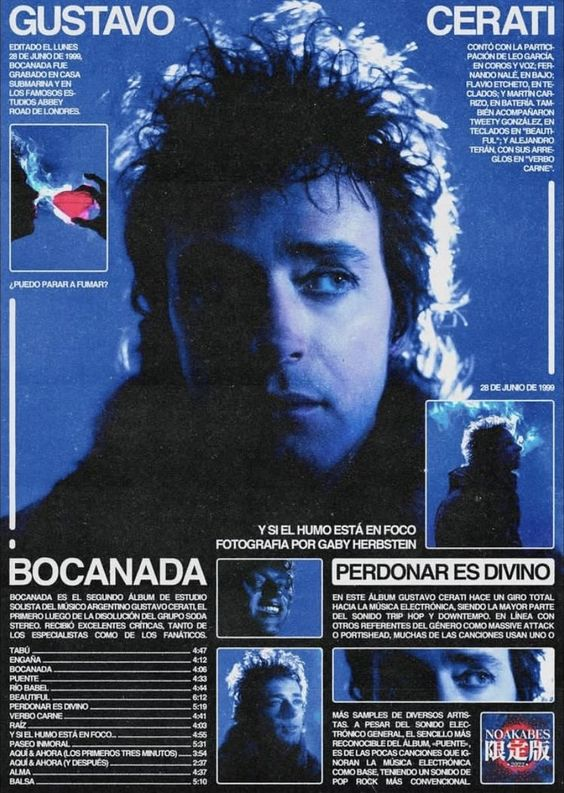 GUSTAVO
CERATI
EDITADO EL LUNES
28 DE JUNIO DE 1999,
BOCANADA FUE
GRABADO EN CASA
SUBMARINA Y EN
LOS FAMOSOS ES-
TUDIOS ABBEY
ROAD DE LONDRES.
CONTÓ CON LA PARTICI-
PACIÓN DE LEO GARCÍA,
EN COROS Y VOZ; FER-
NANDO NALÉ, EN BAJO;
FLAVIO ETCHETO, EN TE-
CLADOS; Y MARTÍN CAR-
RIZO, EN BATERÍA. TAM-
BIÉN ACOMPAÑARON
TWEETY GONZÁLEZ, EN
TECLADOS EN "BEAUTI-
FUL"; Y ALEJANDRO
TERÁN, CON SUS ARRE-
GLOS EN "VERBO
CARNE".
¿PUEDO PARAR A FUMAR?
28 DE JUNIO DE 1999
Y SI EL HUMO ESTÁ EN FOCO
FOTOGRAFIA POR GABY HERBSTEIN
BOCANADA
PERDONAR ES DIVINO
BOCANADA ES EL SEGUNDO ÁLBUM DE ESTUDIO
SOLISTA DEL MÚSICO ARGENTINO GUSTAVO CERATI, EL
PRIMERO LUEGO DE LA DISOLUCIÓN DEL GRUPO SODA
STEREO. RECIBIÓ EXCELENTES CRÍTICAS, TANTO DE
LOS ESPECIALISTAS COMO DE LOS FANÁTICOS.
TABÚ 4:47
ENGAÑA 4:12
BOCANADA 4:06
PUENTE 4:33
RÍO BABEL 4:44
BEAUTIFUL 6:12
PERDONAR ES DIVINO 5:19
VERBO CARNE 4:41
RAÍZ 4:03
Y SI EL HUMO ESTÁ EN FOCO... 4:55
PASEO INMORAL 5:31
AQUÍ & AHORA (LOS PRIMEROS TRES MINUTOS) 2:54
AQUÍ & AHORA (Y DESPUÉS) 2:37
ALMA 4:37
BALSA 5:10
EN ESTE ÁLBUM GUSTAVO CERATI HACE UN GIRO TOTAL
HACIA LA MÚSICA ELECTRÓNICA, SIENDO LA MAYOR PARTE
DEL SONIDO TRIP HOP Y DOWNTEMPO. EN LÍNEA CON
OTROS REFERENTES DEL GÉNERO COMO MASSIVE ATTACK
O PORTISHEAD, MUCHAS DE LAS CANCIONES USAN UNO O
MÁS SAMPLES DE DIVERSOS ARTIS-
TAS. A PESAR DEL SONIDO ELEC-
TRÓNICO GENERAL, EL SENCILLO MÁS
RECONOCIBLE DEL ÁLBUM, «PUENTE»,
ES DE LAS POCAS CANCIONES QUE IG-
NORAN LA MÚSICA ELECTRÓNICA
COMO BASE, TENIENDO UN SONIDO DE
POP ROCK MÁS CONVENCIONAL.
NOAKABES
限定版
2022